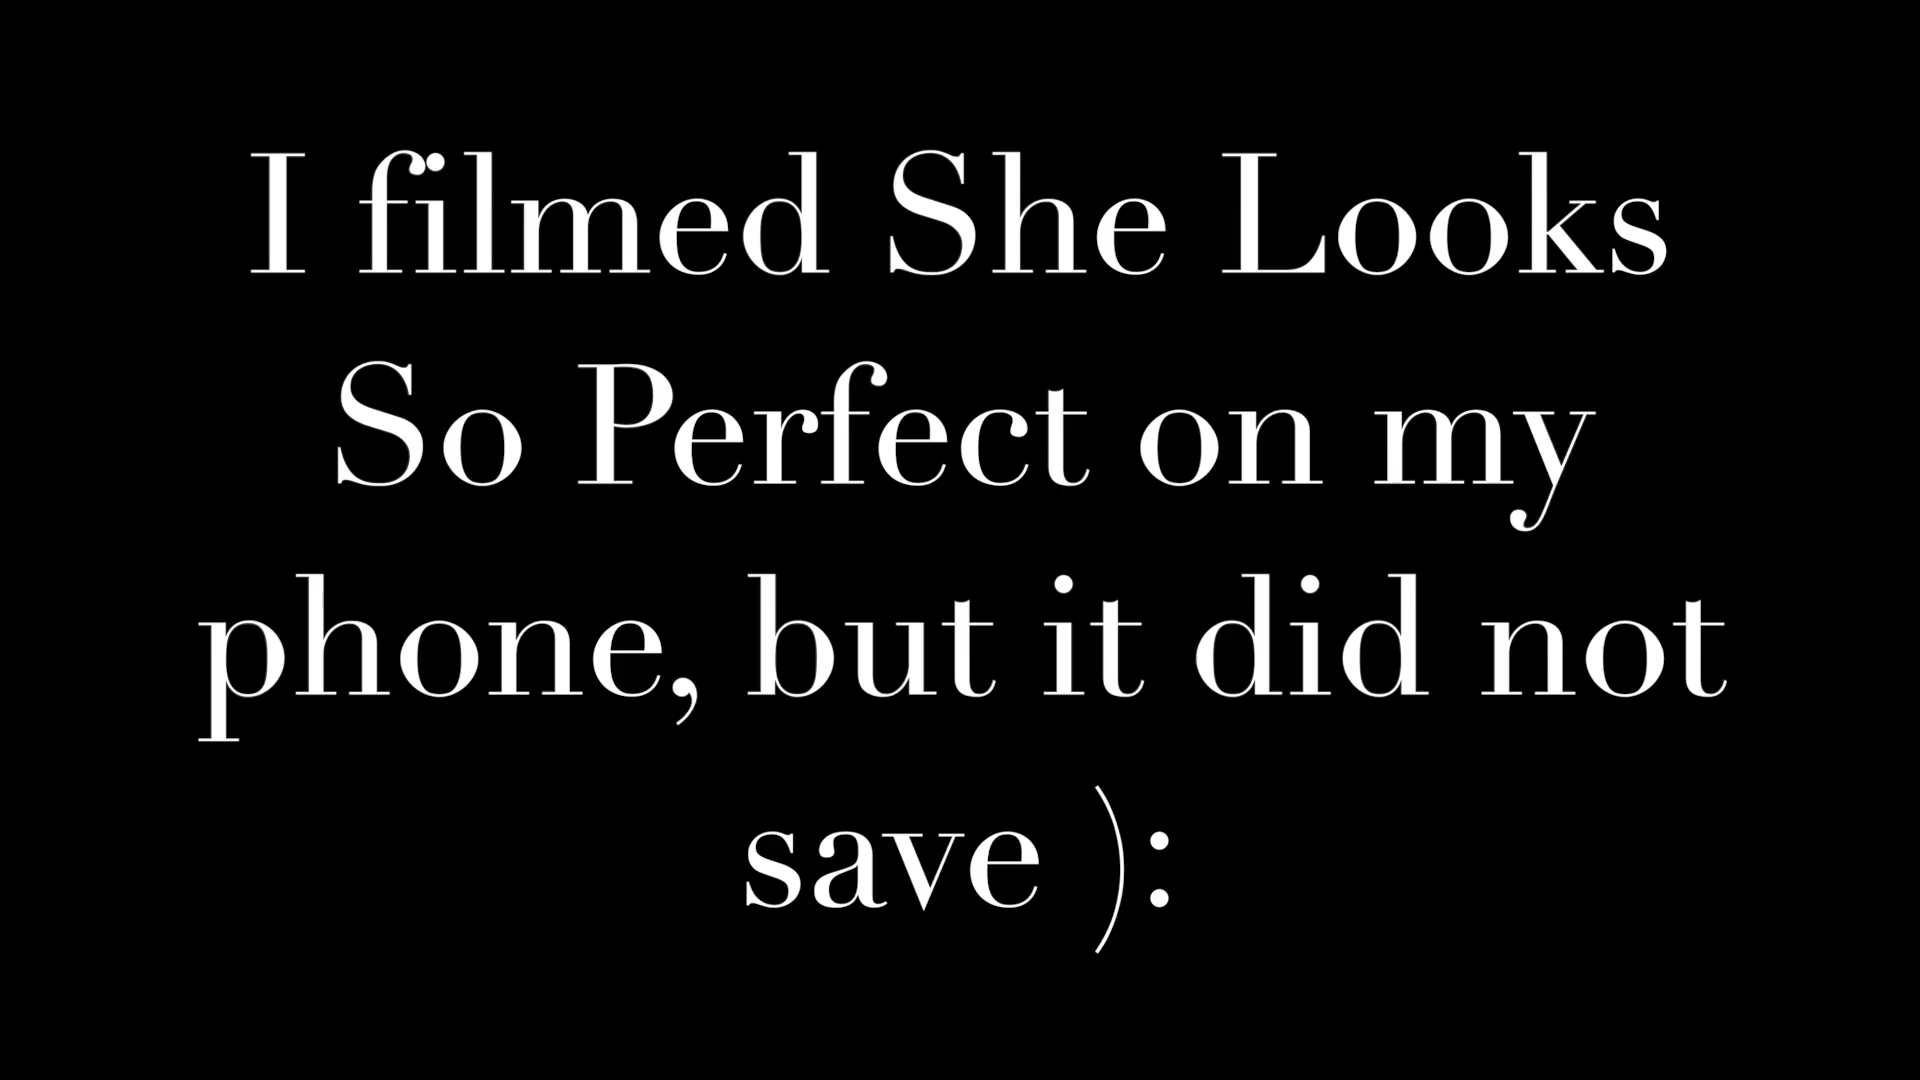 I filmed She Looks
So Perfect on my
phone, but it did not
save ):